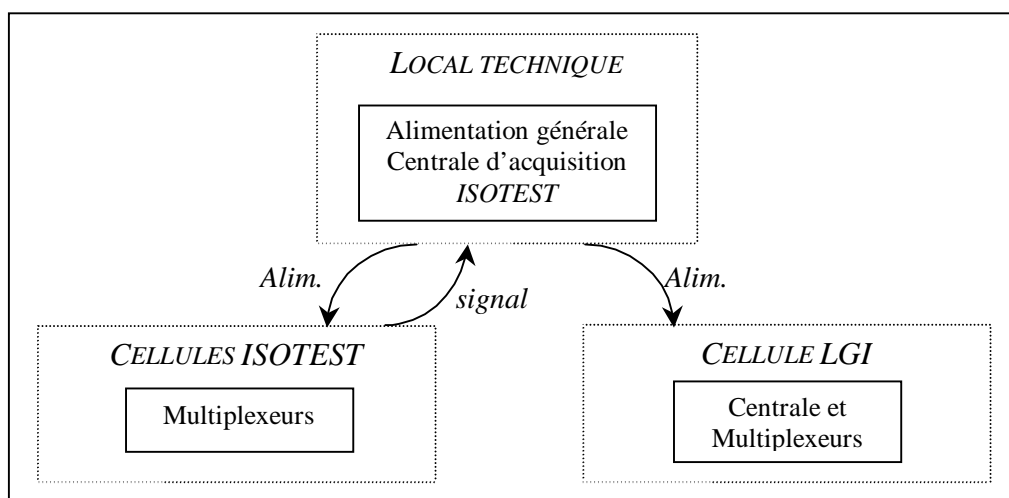 LOCAL TECHNIQUE
Alimentation générale
Centrale d'acquisition
ISOTEST
Alim.
signal
Alim.
CELLULES ISOTEST
Multiplexeurs
CELLULE LGI
Centrale et
Multiplexeurs